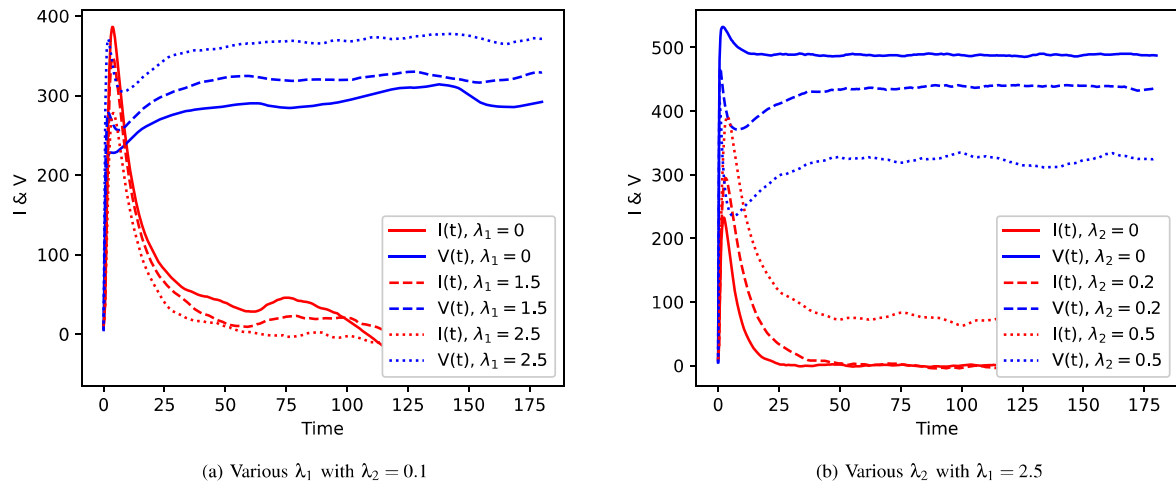 400
300
200
100
0
I & V
I(t), λ₁ = 0
V(t), λ₁ = 0
I(t), λ₁ = 1.5
V(t), λ₁ = 1.5
I(t), λ₁ = 2.5
V(t), λ₁ = 2.5
0 25 50 75 100 125 150 175
Time
(a) Various λ₁ with λ₂ = 0.1
500
400
300
200
100
0
I & V
I(t), λ₂ = 0
V(t), λ₂ = 0
I(t), λ₂ = 0.2
V(t), λ₂ = 0.2
I(t), λ₂ = 0.5
V(t), λ₂ = 0.5
0 25 50 75 100 125 150 175
Time
(b) Various λ₂ with λ₁ = 2.5